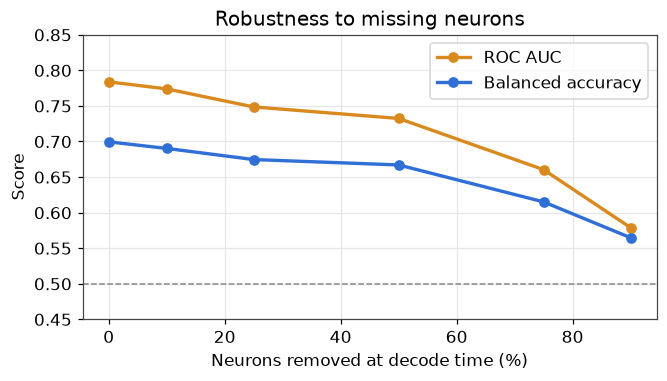 Robustness to missing neurons
ROC AUC
Balanced accuracy
Score
0.85
0.80
0.75
0.70
0.65
0.60
0.55
0.50
0.45
0 20 40 60 80
Neurons removed at decode time (%)